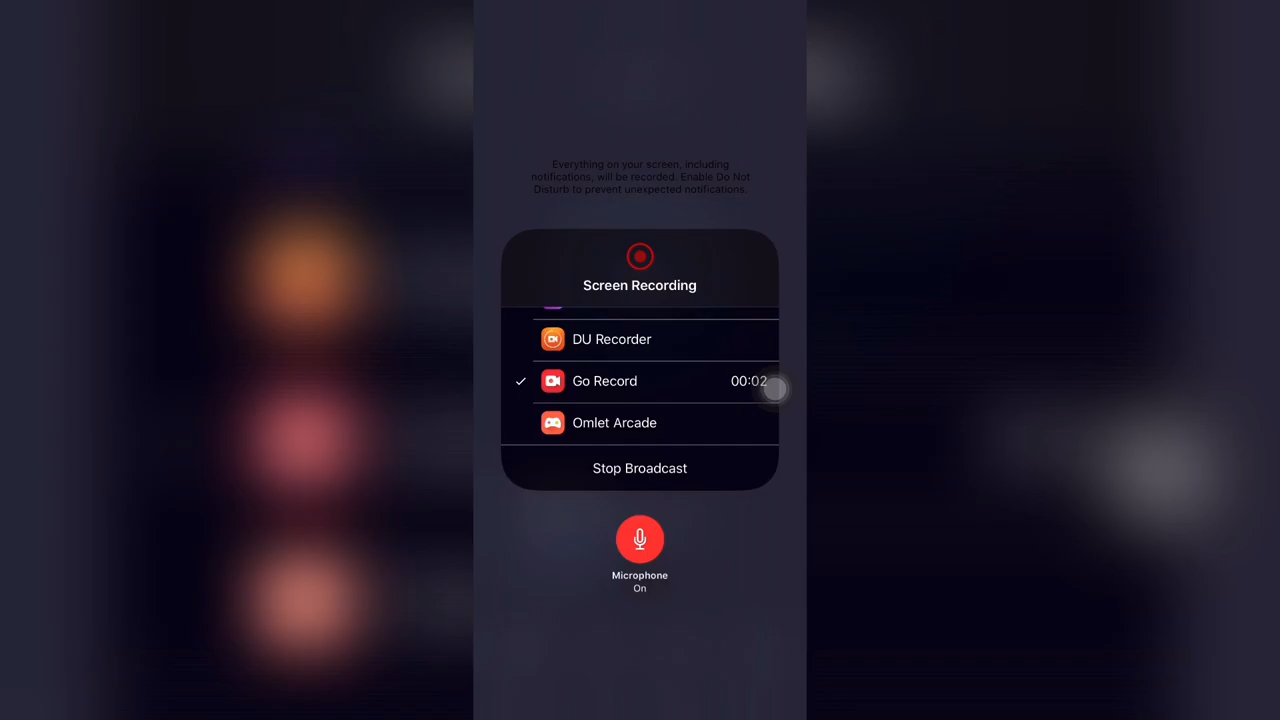 Everything on your screen, including
notifications, will be recorded. Enable Do Not
Disturb to prevent unexpected notifications.
Screen Recording
DU Recorder
Go Record 00:02
Omlet Arcade
Stop Broadcast
Microphone
On